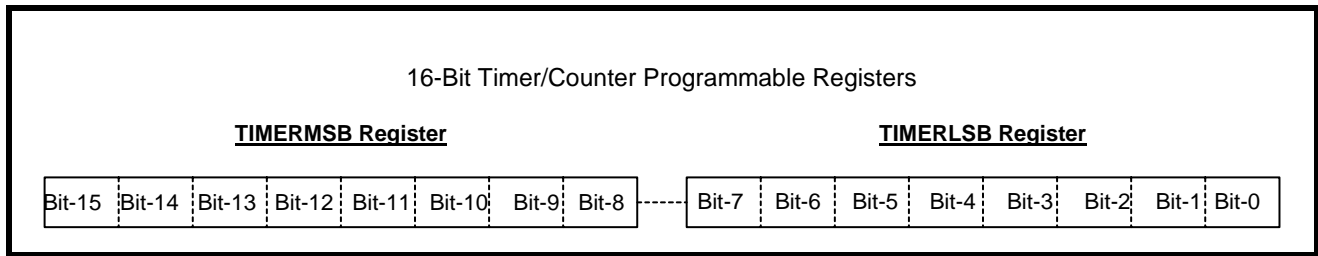 16-Bit Timer/Counter Programmable Registers
TIMERMSB Register TIMERLSB Register
Bit-15 Bit-14 Bit-13 Bit-12 Bit-11 Bit-10 Bit-9 Bit-8 Bit-7 Bit-6 Bit-5 Bit-4 Bit-3 Bit-2 Bit-1 Bit-0